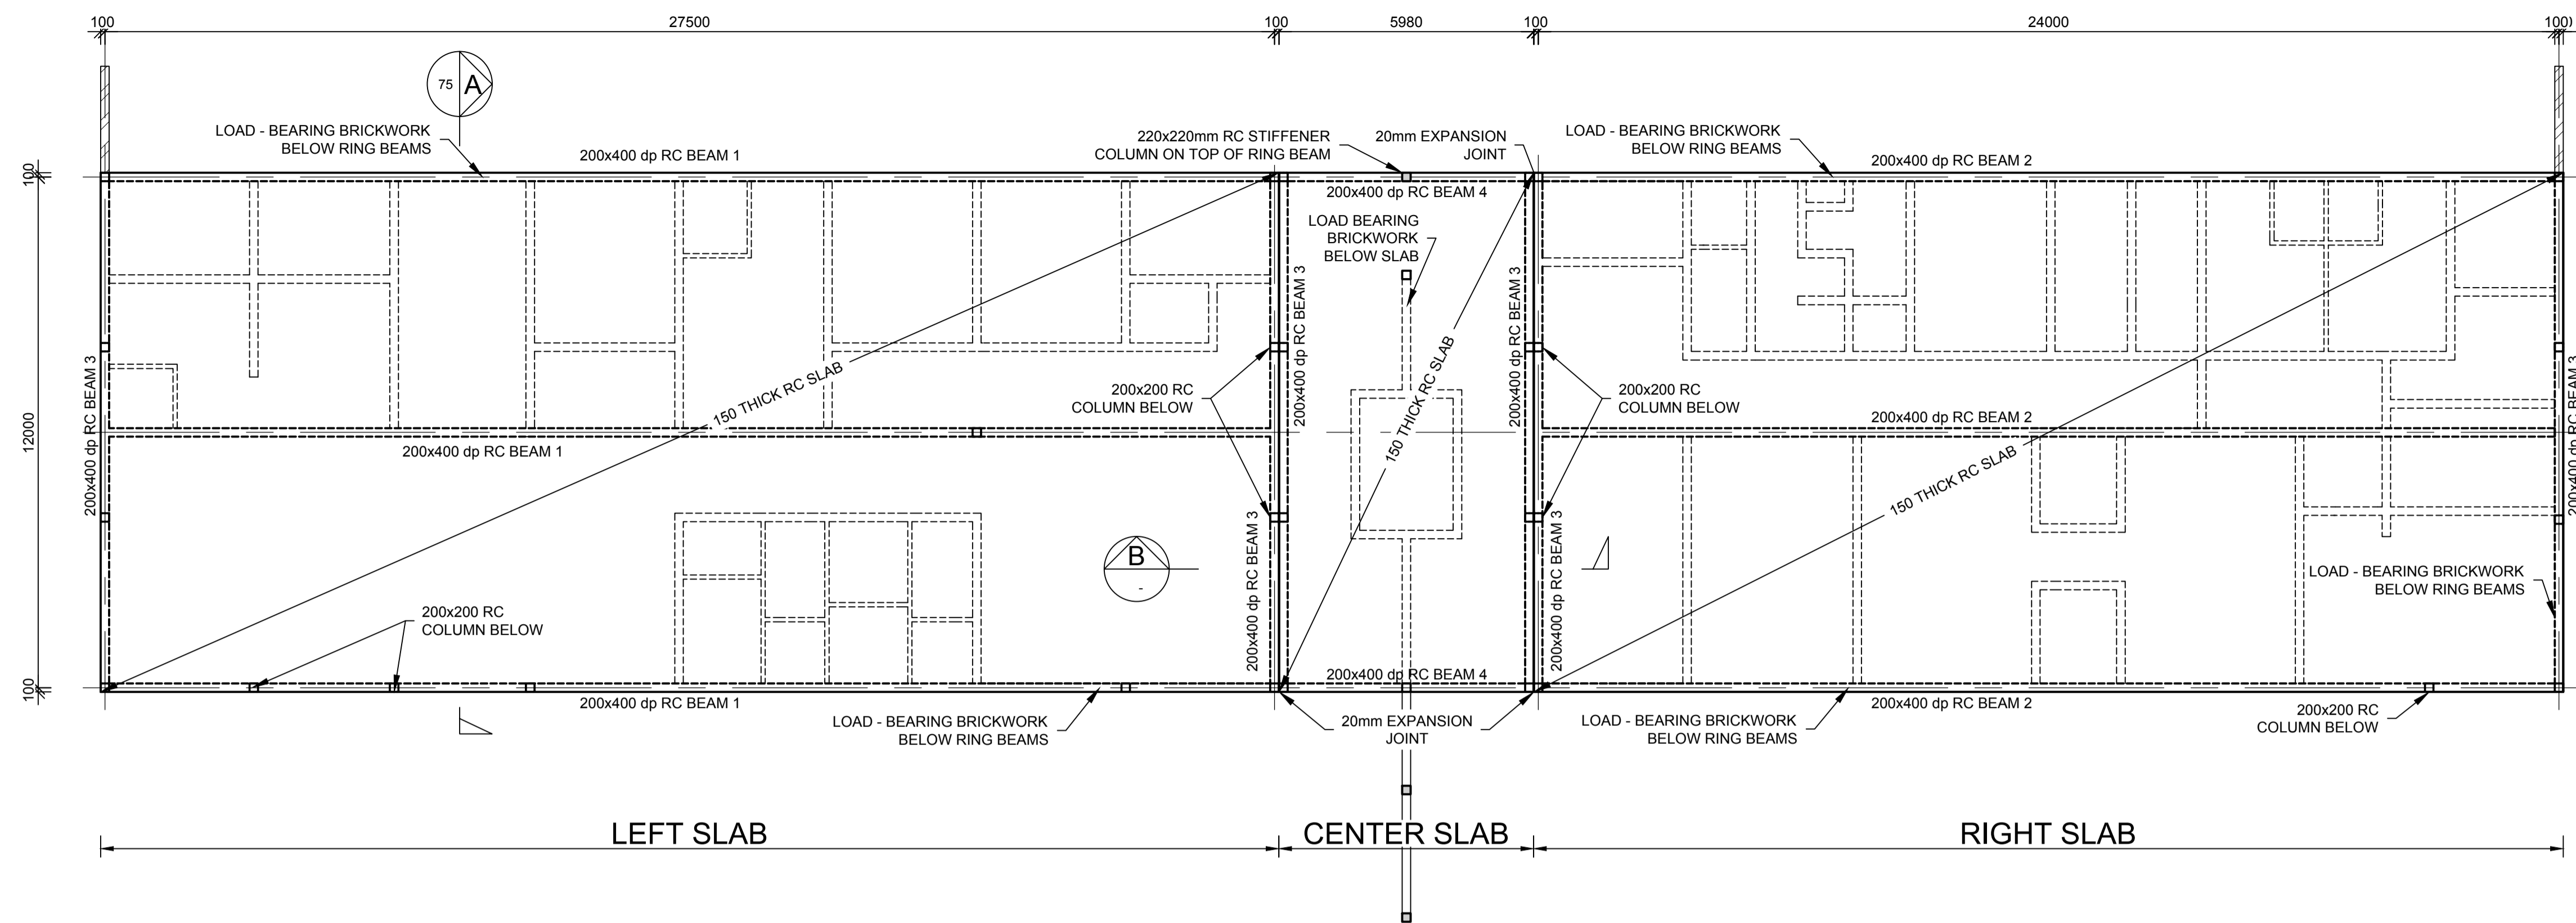 100
27500
100
5980
100
24000
100
75
A
LOAD - BEARING BRICKWORK
BELOW RING BEAMS
200x400 dp RC BEAM 1
220x220mm RC STIFFENER
COLUMN ON TOP OF RING BEAM
20mm EXPANSION
JOINT
LOAD - BEARING BRICKWORK
BELOW RING BEAMS
200x400 dp RC BEAM 2
100
200x400 dp RC BEAM 4
LOAD BEARING
BRICKWORK
BELOW SLAB
200x400 dp RC BEAM 3
200x400 dp RC BEAM 3
200x400 dp RC BEAM 3
150 THICK RC SLAB
200x200 RC
COLUMN BELOW
150 THICK RC SLAB
200x200 RC
COLUMN BELOW
200x400 dp RC BEAM 3
12000
200x400 dp RC BEAM 1
200x400 dp RC BEAM 2
150 THICK RC SLAB
B
-
200x400 dp RC BEAM 3
200x400 dp RC BEAM 3
LOAD - BEARING BRICKWORK
BELOW RING BEAMS
200x200 RC
COLUMN BELOW
100
200x400 dp RC BEAM 4
200x400 dp RC BEAM 1
200x400 dp RC BEAM 2
LOAD - BEARING BRICKWORK
BELOW RING BEAMS
20mm EXPANSION
JOINT
LOAD - BEARING BRICKWORK
BELOW RING BEAMS
200x200 RC
COLUMN BELOW
LEFT SLAB
CENTER SLAB
RIGHT SLAB